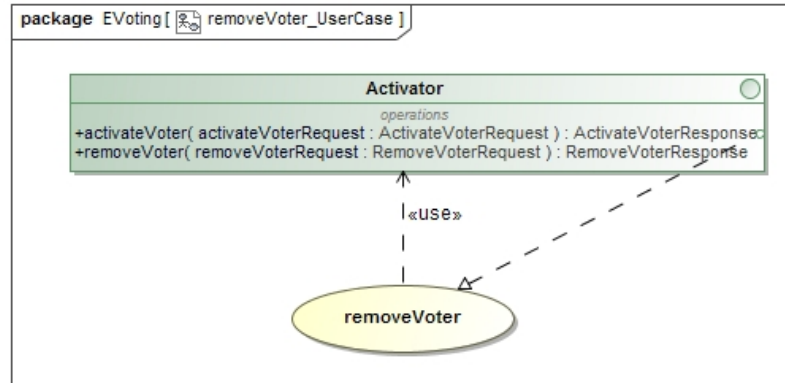 package EVoting[ removeVoter_UserCase ]
Activator
operations
+activateVoter( activateVoterRequest : ActivateVoterRequest ) : ActivateVoterResponse
+removeVoter( removeVoterRequest : RemoveVoterRequest ) : RemoveVoterResponse
«use»
removeVoter